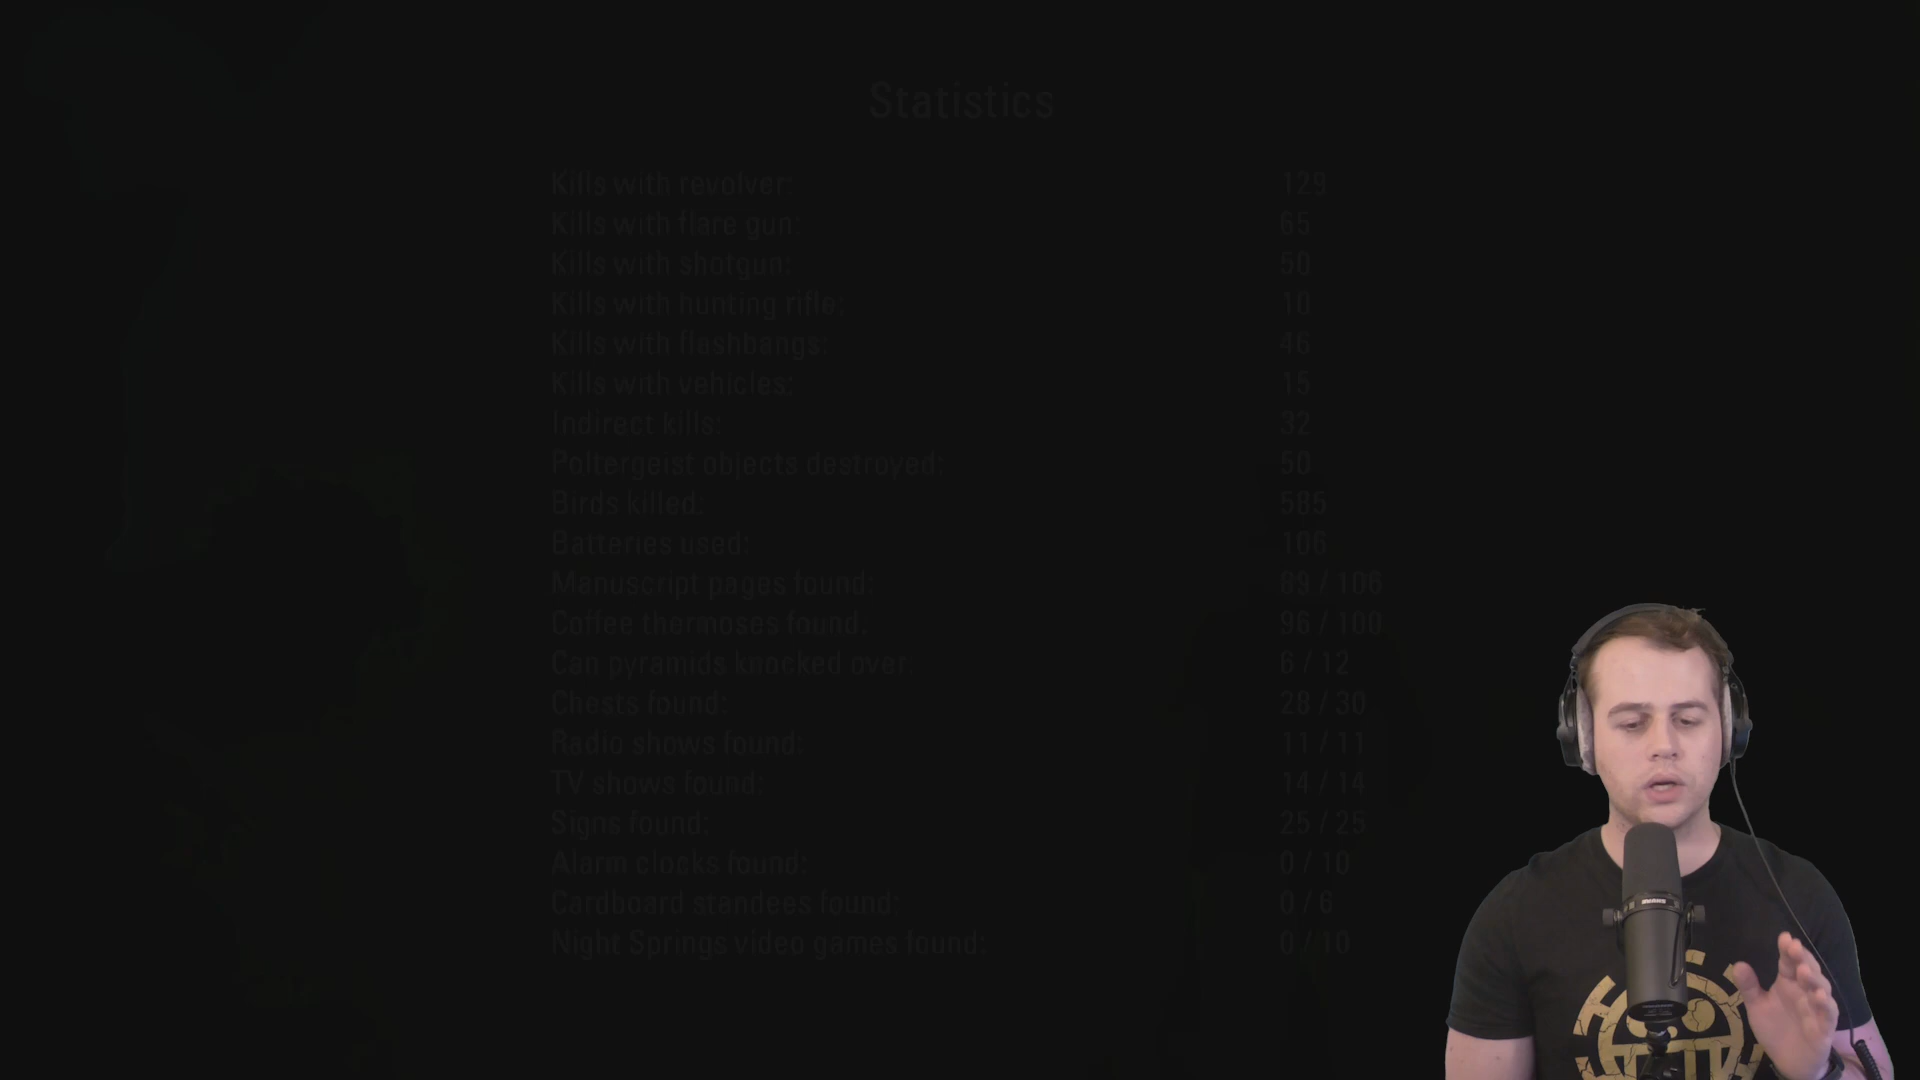 Statistics
Kills with revolver: 129
Kills with flare gun: 65
Kills with shotgun: 50
Kills with hunting rifle: 10
Kills with flashbangs: 46
Kills with vehicles: 15
Indirect kills: 32
Poltergeist objects destroyed: 50
Birds killed: 585
Batteries used: 106
Manuscript pages found: 89 / 106
Coffee thermoses found: 96 / 100
Can pyramids knocked over: 6 / 12
Chests found: 28 / 30
Radio shows found: 11 / 11
TV shows found: 14 / 14
Signs found: 25 / 25
Alarm clocks found: 0 / 10
Cardboard standees found: 0 / 6
Night Springs video games found: 0 / 10